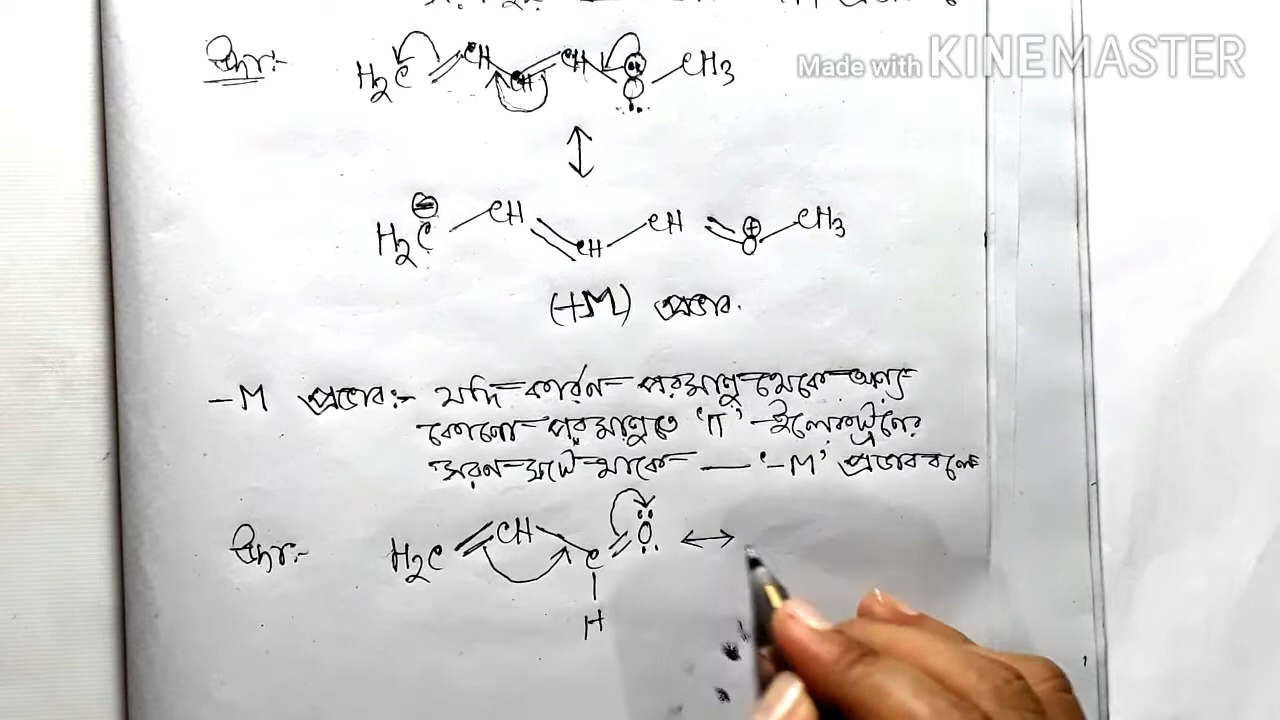 Made with KINEMASTER
উদাঃ- H₂C = CH - CH = CH - O - CH₃
↔
H₂C⊖ - CH = CH - CH = O⊕ - CH₃
(+M) প্রভাব.
-M প্রভাবঃ- যদি কার্বন পরমাণু থেকে অন্য
কোনো পরমাণুতে 'π' ইলেকট্রনের
সরন ঘটে থাকে — '-M' প্রভাব বলে
উদাঃ- H₂C = CH - C = O ↔
H